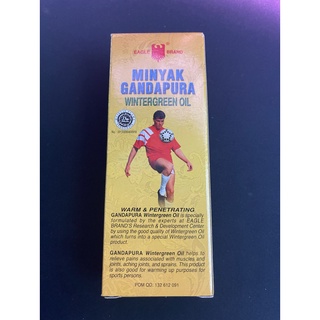 EAGLE BRAND
MINYAK
GANDAPURA
WINTERGREEN OIL
WARM & PENETRATING
GANDAPURA Wintergreen Oil is specially
formulated by the experts at EAGLE
BRAND'S Research & Development Center
by using the good quality of Wintergreen Oil
which turns into a special Wintergreen Oil
product.
GANDAPURA Wintergreen Oil helps to
relieve pains associated with muscles and
joints, aching joints, and sprains. This product
is also good for warming up purposes for
sports persons.